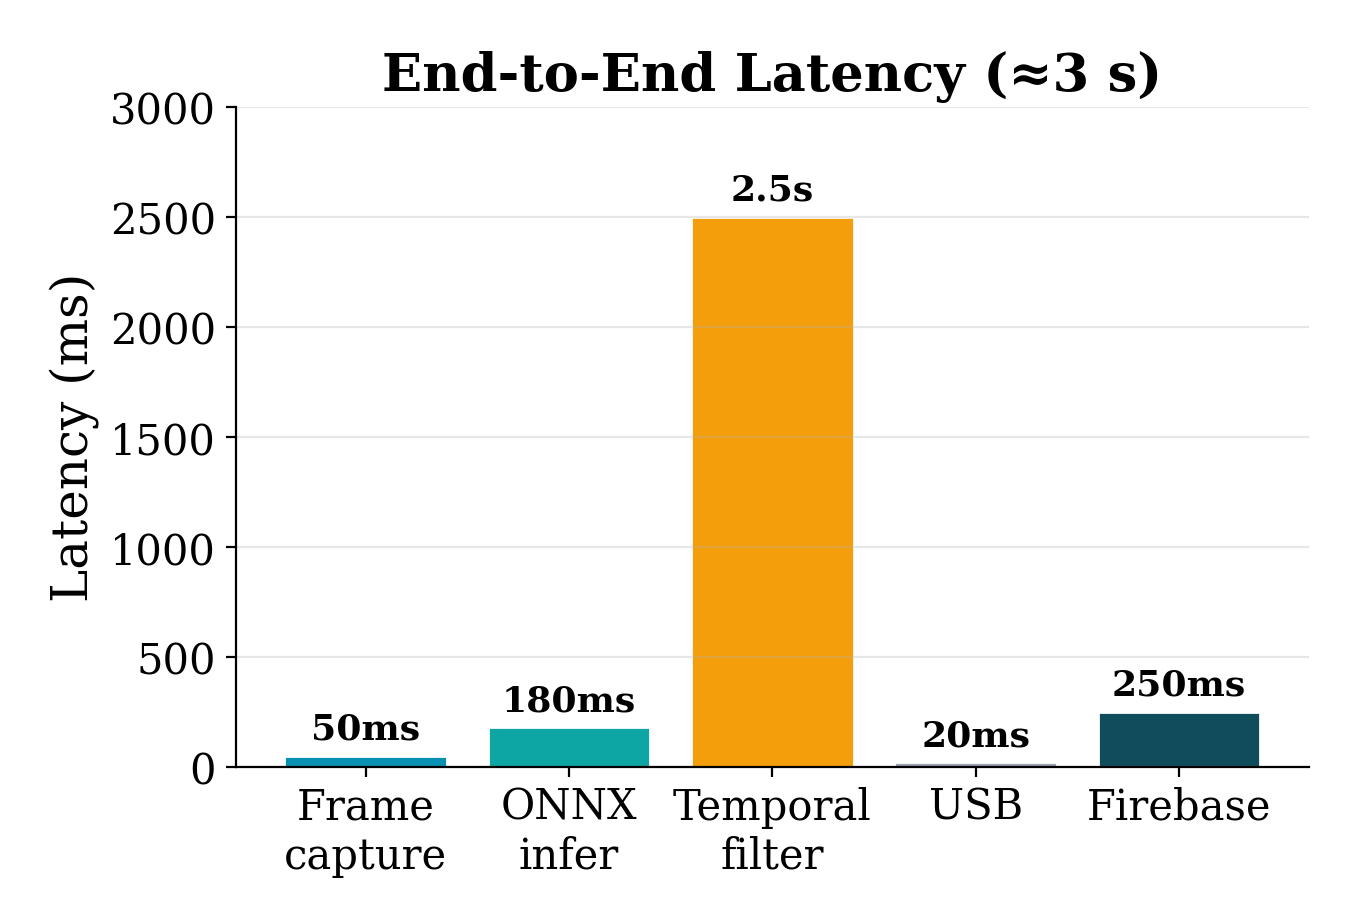 End-to-End Latency (≈3 s)
Latency (ms)
3000
2500
2000
1500
1000
500
0
50ms
180ms
2.5s
20ms
250ms
Frame
capture
ONNX
infer
Temporal
filter
USB
Firebase